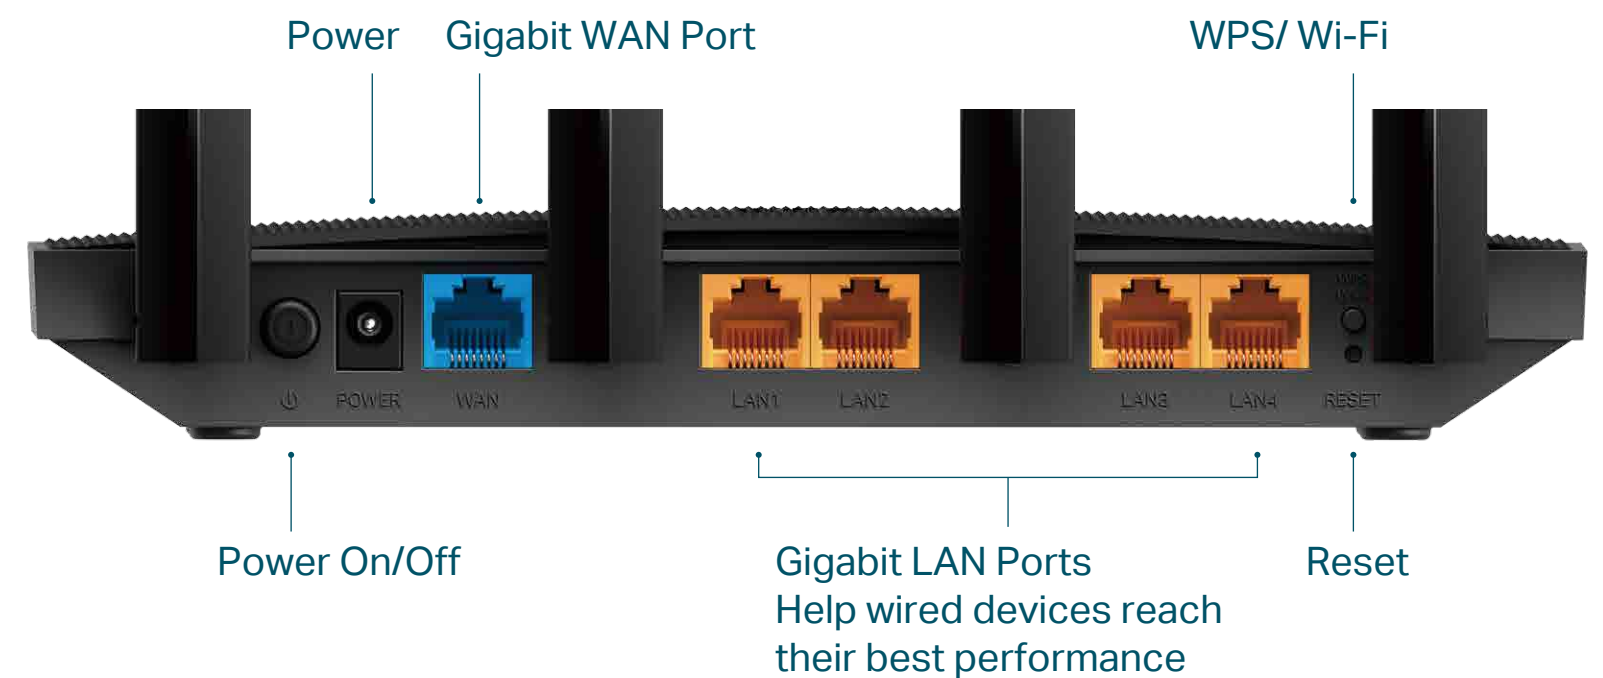 Power
Gigabit WAN Port
WPS/ Wi-Fi
POWER
WAN
LAN1
LAN2
LAN3
LAN4
RESET
Power On/Off
Gigabit LAN Ports
Help wired devices reach
their best performance
Reset